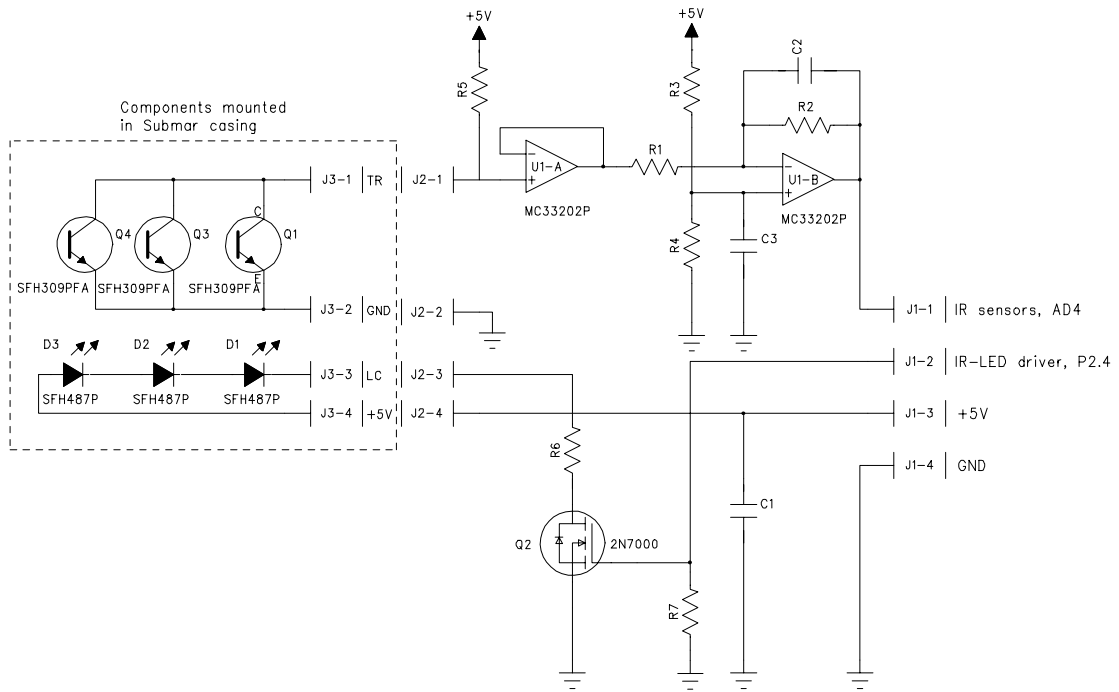 +5V
+5V
C2
R5
R3
R2
Components mounted
in Submar casing
R1
U1-A
U1-B
-
+
-
+
J3-1 TR J2-1
MC33202P
MC33202P
C
Q4
Q3
Q1
R4
C3
E
SFH309PFA
SFH309PFA
SFH309PFA
J3-2 GND J2-2
J1-1 IR sensors, AD4
D3
D2
D1
J1-2 IR-LED driver, P2.4
J3-3 LC J2-3
SFH487P
SFH487P
SFH487P
J3-4 +5V J2-4
J1-3 +5V
R6
J1-4 GND
C1
Q2
2N7000
R7